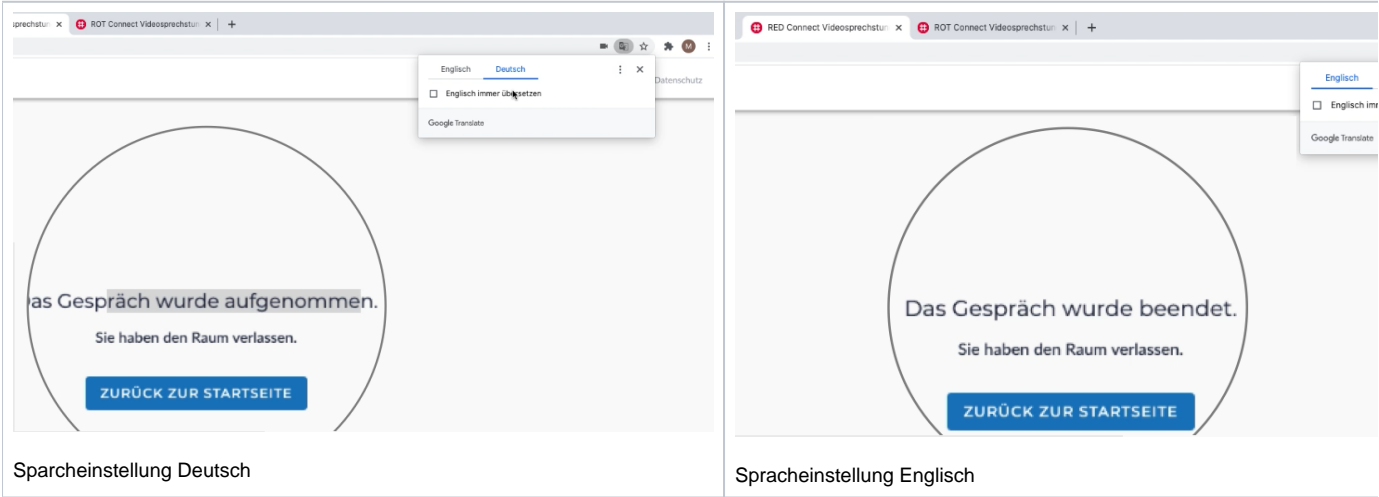 sprechstun
ROT Connect Videosprechstun
Englisch
Deutsch
Datenschutz
Englisch immer übersetzen
Google Translate
as Gespräch wurde aufgenommen.
Sie haben den Raum verlassen.
ZURÜCK ZUR STARTSEITE
Sparcheinstellung Deutsch
RED Connect Videosprechstun
ROT Connect Videosprechstun
Englisch
Englisch imm
Google Translate
Das Gespräch wurde beendet.
Sie haben den Raum verlassen.
ZURÜCK ZUR STARTSEITE
Spracheinstellung Englisch